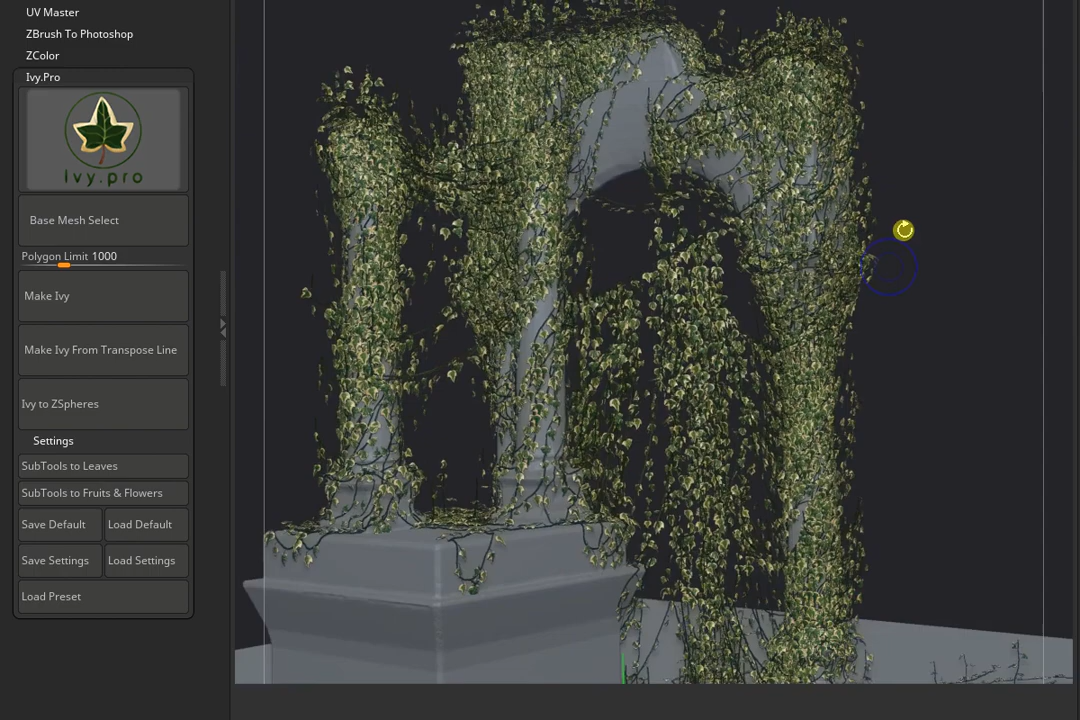 UV Master
ZBrush To Photoshop
ZColor
Ivy.Pro
Ivy.pro
Base Mesh Select
Polygon Limit 1000
Make Ivy
Make Ivy From Transpose Line
Ivy to ZSpheres
Settings
SubTools to Leaves
SubTools to Fruits & Flowers
Save Default Load Default
Save Settings Load Settings
Load Preset